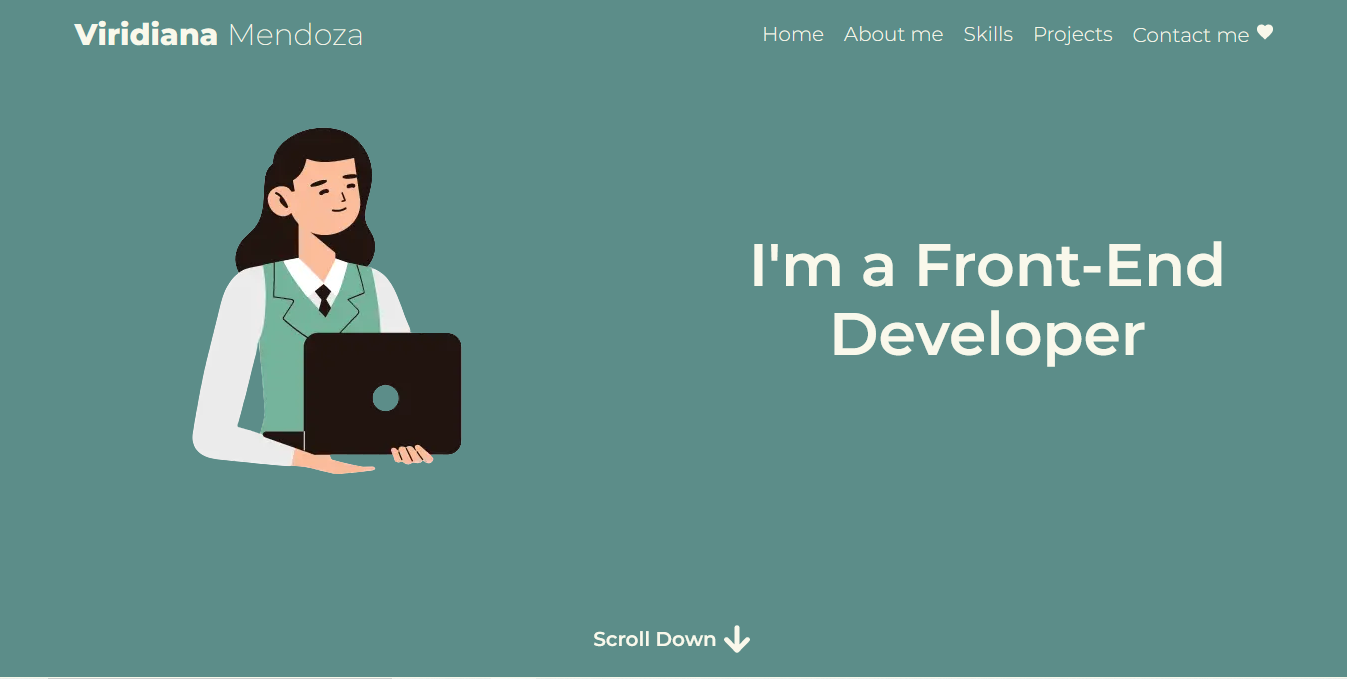 Viridiana Mendoza
Home About me Skills Projects Contact me
I'm a Front-End
Developer
Scroll Down